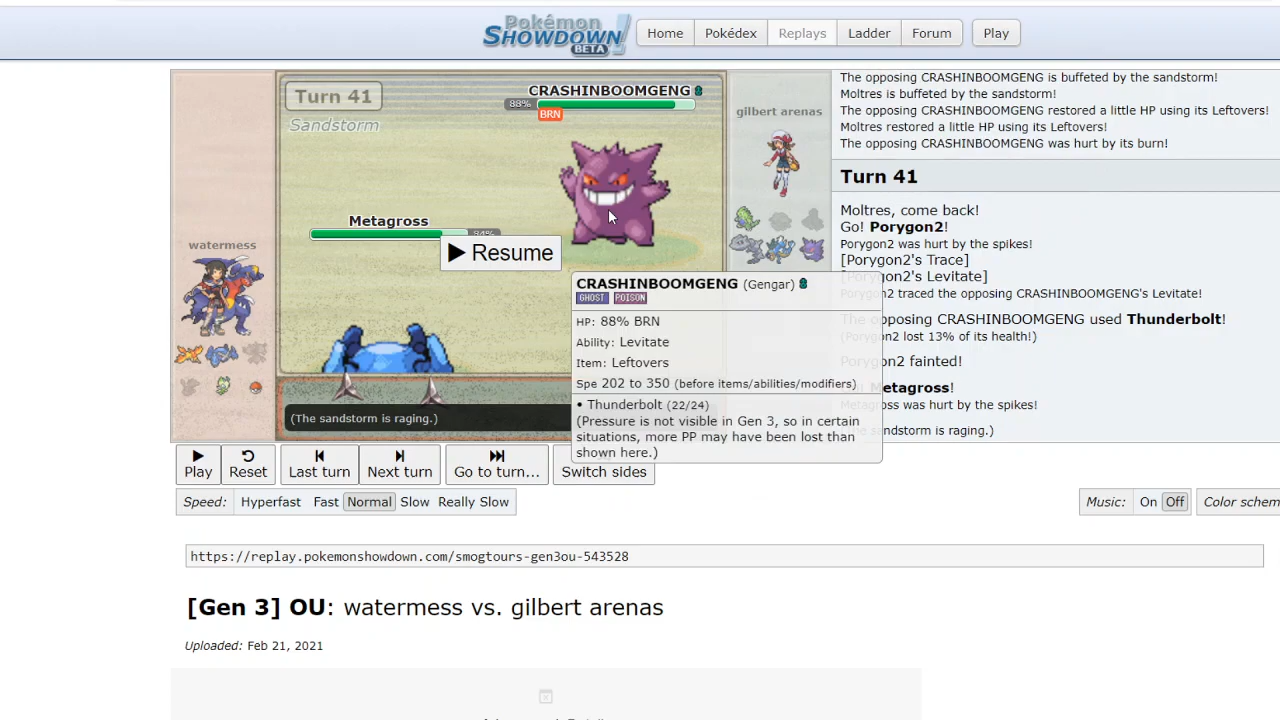 Pokémon
SHOWDOWN!
BETA
Home
Pokédex
Replays
Ladder
Forum
Play
Turn 41
Sandstorm
CRASHINBOOMGENG
88%
BRN
Metagross
84%
Resume
watermess
gilbert arenas
(The sandstorm is raging.)
CRASHINBOOMGENG (Gengar)
GHOST POISON
HP: 88% BRN
Ability: Levitate
Item: Leftovers
Spe 202 to 350 (before items/abilities/modifiers)
• Thunderbolt (22/24)
(Pressure is not visible in Gen 3, so in certain
situations, more PP may have been lost than
shown here.)
The opposing CRASHINBOOMGENG is buffeted by the sandstorm!
Moltres is buffeted by the sandstorm!
The opposing CRASHINBOOMGENG restored a little HP using its Leftovers!
Moltres restored a little HP using its Leftovers!
The opposing CRASHINBOOMGENG was hurt by its burn!
Turn 41
Moltres, come back!
Go! Porygon2!
Porygon2 was hurt by the spikes!
[Porygon2's Trace]
[Porygon2's Levitate]
Porygon2 traced the opposing CRASHINBOOMGENG's Levitate!
The opposing CRASHINBOOMGENG used Thunderbolt!
(Porygon2 lost 13% of its health!)
Porygon2 fainted!
Metagross!
Metagross was hurt by the spikes!
sandstorm is raging.)
Play
Reset
Last turn
Next turn
Go to turn...
Switch sides
Speed: Hyperfast Fast Normal Slow Really Slow
Music: On Off
Color schem
https://replay.pokemonshowdown.com/smogtours-gen3ou-543528
[Gen 3] OU: watermess vs. gilbert arenas
Uploaded: Feb 21, 2021